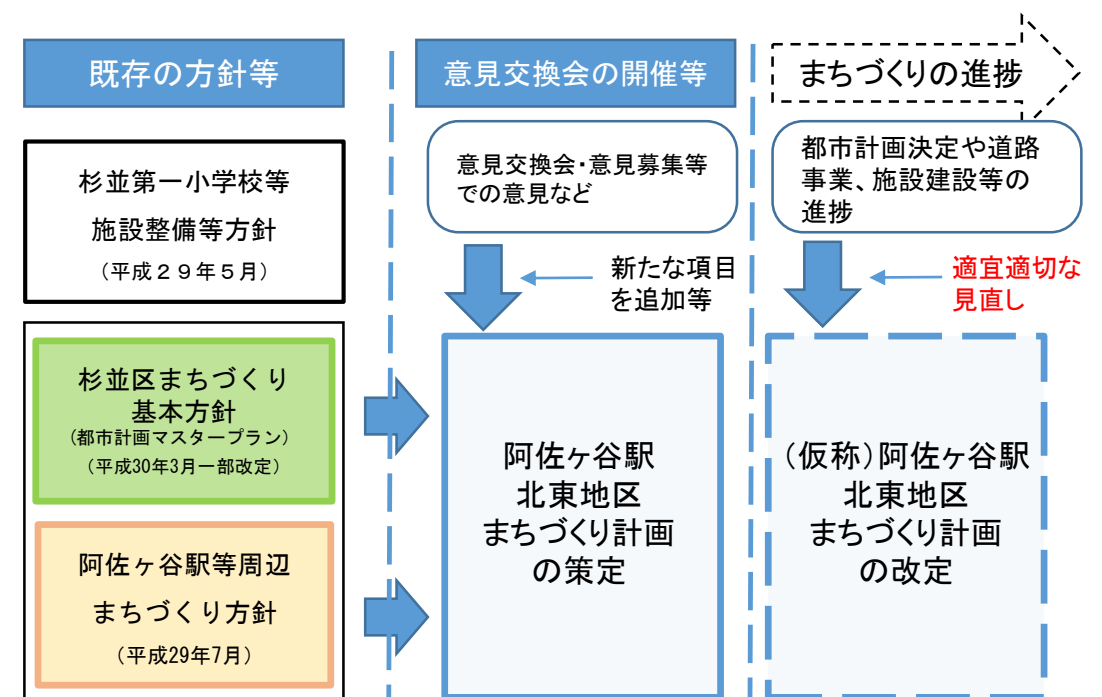 既存の方針等
杉並第一小学校等
施設整備等方針
（平成２９年５月）
杉並区まちづくり
基本方針
（都市計画マスタープラン）
（平成30年3月一部改定）
阿佐ヶ谷駅等周辺
まちづくり方針
（平成29年7月）
意見交換会の開催等
意見交換会・意見募集等
での意見など
新たな項目
を追加等
阿佐ヶ谷駅
北東地区
まちづくり計画
の策定
まちづくりの進捗
都市計画決定や道路
事業、施設建設等の
進捗
適宜適切な
見直し
（仮称）阿佐ヶ谷駅
北東地区
まちづくり計画
の改定